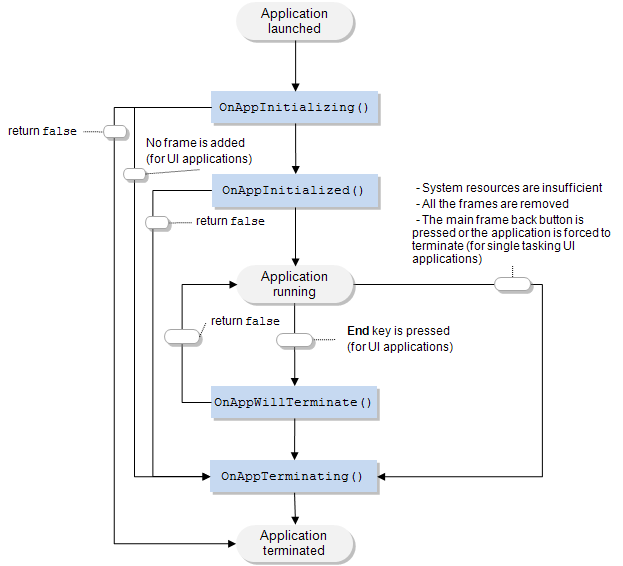 Application
launched
OnAppInitializing()
return false
No frame is added
(for UI applications)
OnAppInitialized()
- System resources are insufficient
- All the frames are removed
- The main frame back button is
pressed or the application is forced to
terminate (for single tasking UI
applications)
return false
Application
running
return false
End key is pressed
(for UI applications)
OnAppWillTerminate()
OnAppTerminating()
Application
terminated